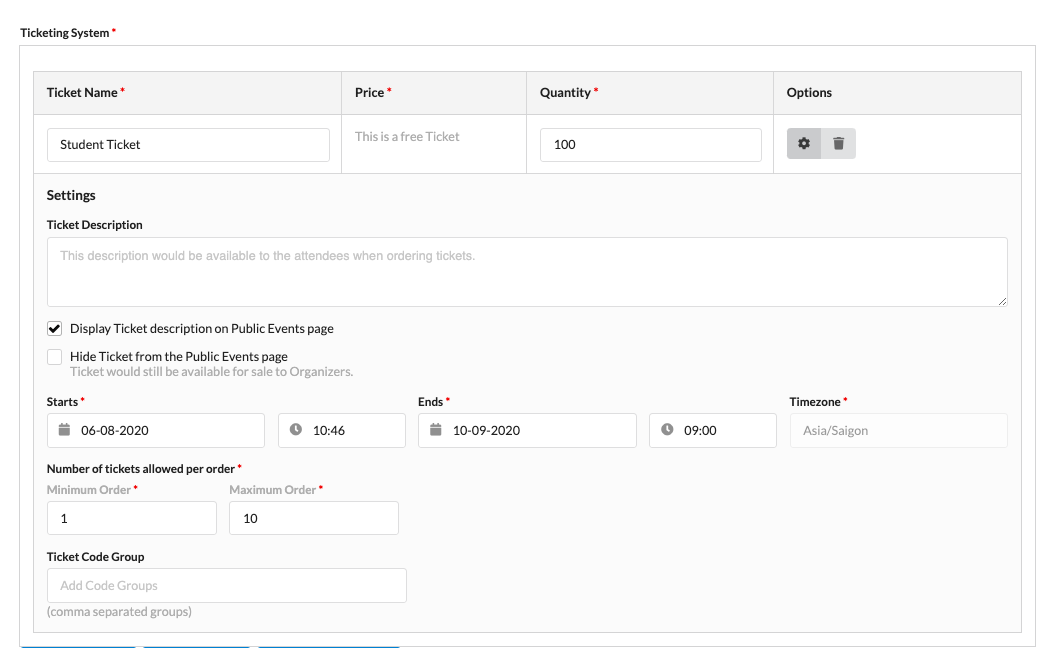 Ticketing System *
Ticket Name * Price * Quantity * Options
Student Ticket This is a free Ticket 100
Settings
Ticket Description
This description would be available to the attendees when ordering tickets.
Display Ticket description on Public Events page
Hide Ticket from the Public Events page
Ticket would still be available for sale to Organizers.
Starts * Ends * Timezone *
06-08-2020 10:46 10-09-2020 09:00 Asia/Saigon
Number of tickets allowed per order *
Minimum Order * Maximum Order *
1 10
Ticket Code Group
Add Code Groups
(comma separated groups)